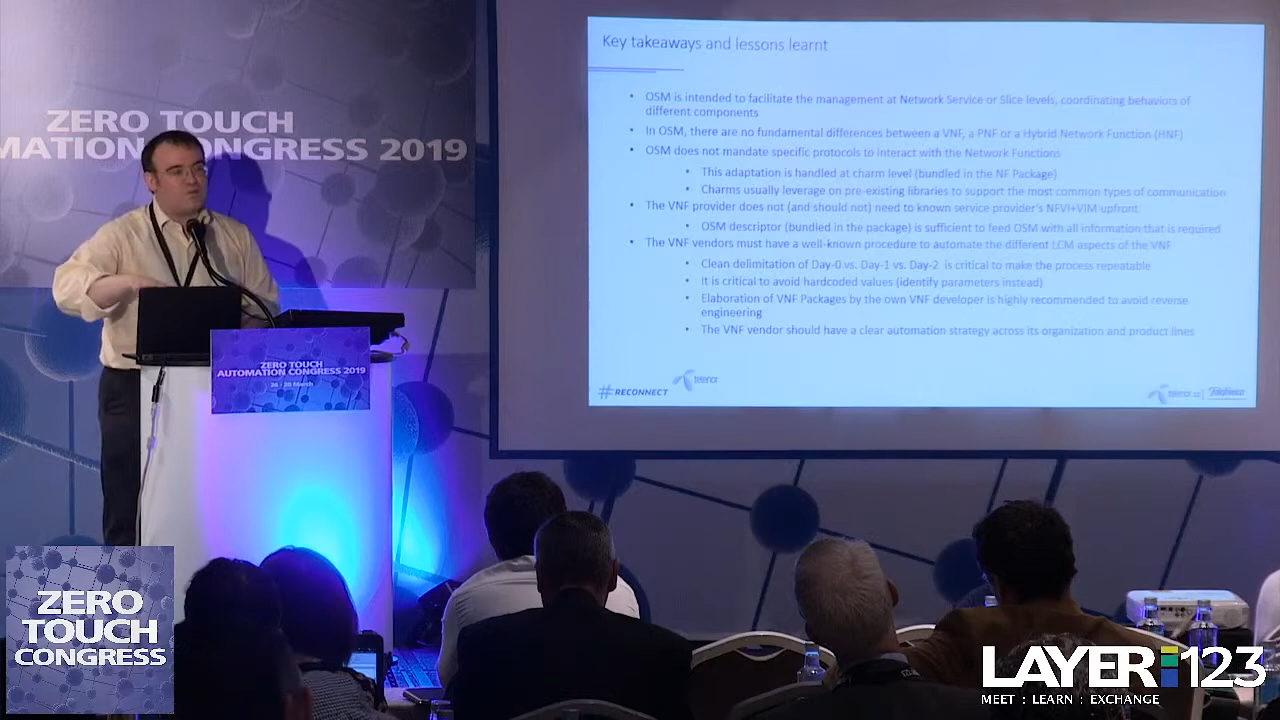 ZERO TOUCH
MATION CONGRESS 2019
Key takeaways and lessons learnt
• OSM is intended to facilitate the management at Network Service or Slice levels, coordinating behaviors of
different components
• In OSM, there are no fundamental differences between a VNF, a PNF or a Hybrid Network Function (HNF)
• OSM does not mandate specific protocols to interact with the Network Functions
• This adaptation is handled at charm level (bundled in the NF Package)
• Charms usually leverage on pre-existing libraries to support the most common types of communication
• The VNF provider does not (and should not) need to known service provider's NFVI+VIM upfront
• OSM descriptor (bundled in the package) is sufficient to feed OSM with all information that is required
• The VNF vendors must have a well-known procedure to automate the different LCM aspects of the VNF
• Clean delimitation of Day-0 vs. Day-1 vs. Day-2 is critical to make the process repeatable
• It is critical to avoid hardcoded values (identify parameters instead)
• Elaboration of VNF Packages by the own VNF developer is highly recommended to avoid reverse
engineering
• The VNF vendor should have a clear automation strategy across its organization and product lines
#RECONNECT
telenor
telenor
Telefónica
ZERO TOUCH
AUTOMATION CONGRESS 2019
March
ZERO
TOUCH
CONGRESS
LAYER123
MEET : LEARN : EXCHANGE